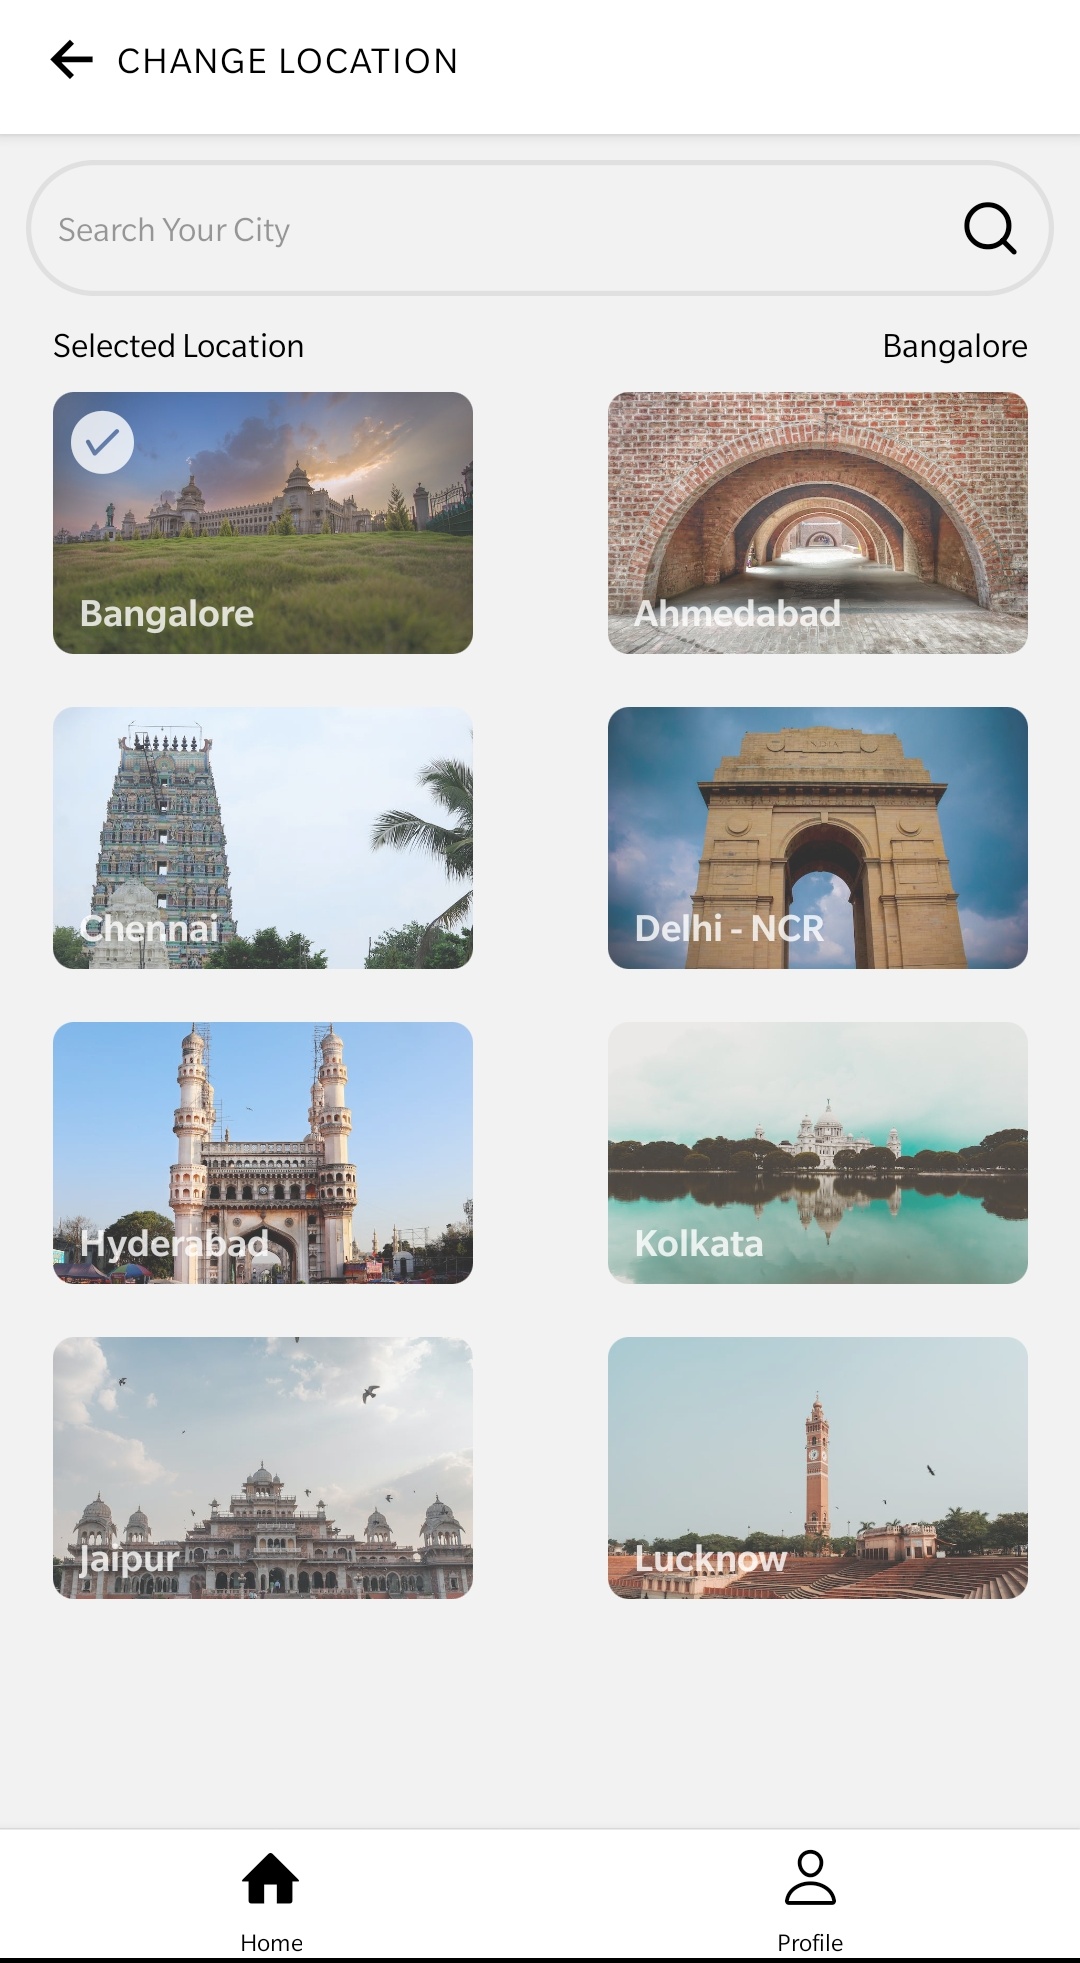 CHANGE LOCATION
Search Your City
Selected Location
Bangalore
Bangalore
Ahmedabad
INDIA
Chennai
Delhi - NCR
Hyderabad
Kolkata
Jaipur
Lucknow
Home
Profile